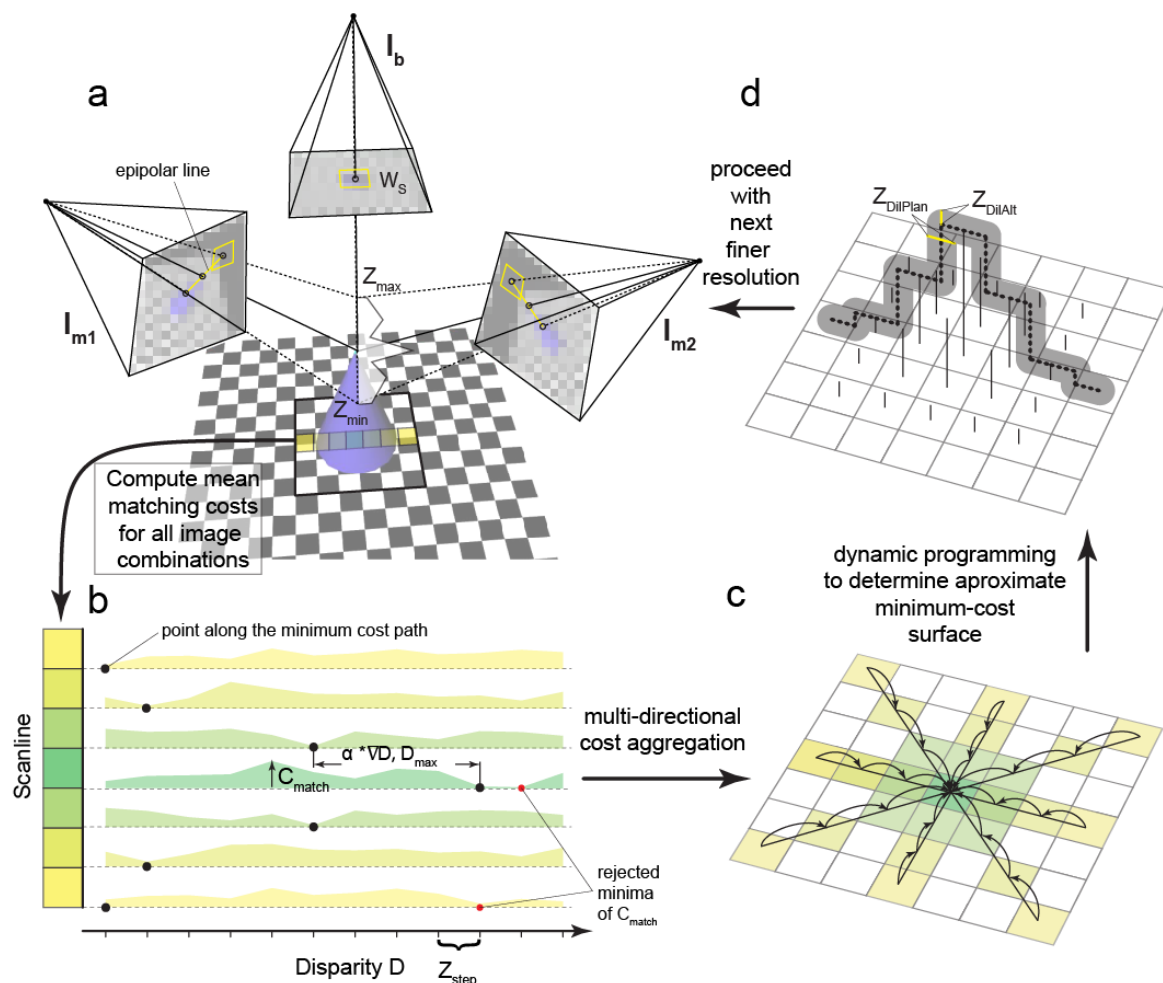 a
I_b
epipolar line
W_S
I_m1
Z_max
I_m2
Z_min
Compute mean
matching costs
for all image
combinations
b
point along the minimum cost path
Scanline
α *∇D, D_max
C_match
rejected
minima
of C_match
Disparity D
Z_step
multi-directional
cost aggregation
c
dynamic programming
to determine aproximate
minimum-cost
surface
d
Z_DilPlan
Z_DilAlt
proceed
with
next
finer
resolution